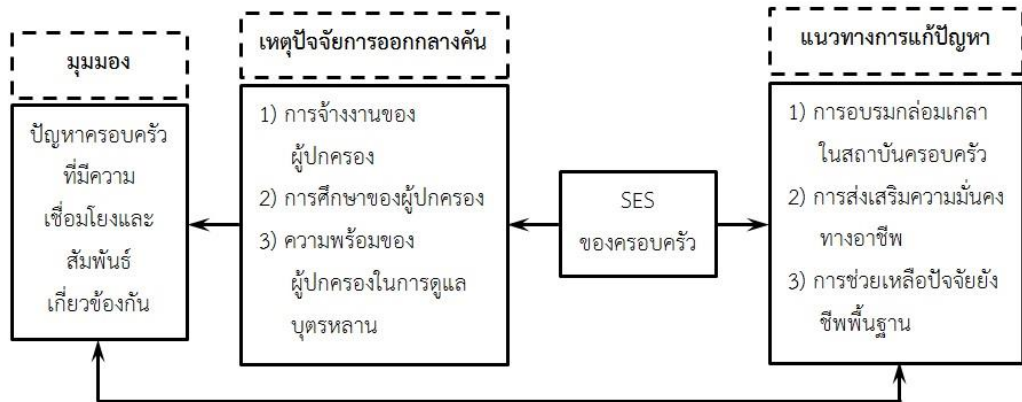 มุมมอง
ปัญหาครอบครัว
ที่มีความ
เชื่อมโยงและ
สัมพันธ์
เกี่ยวข้องกัน
เหตุปัจจัยการออกกลางคัน
1) การจ้างงานของ
ผู้ปกครอง
2) การศึกษาของผู้ปกครอง
3) ความพร้อมของ
ผู้ปกครองในการดูแล
บุตรหลาน
SES
ของครอบครัว
แนวทางการแก้ปัญหา
1) การอบรมกล่อมเกลา
ในสถาบันครอบครัว
2) การส่งเสริมความมั่นคง
ทางอาชีพ
3) การช่วยเหลือปัจจัยยัง
ชีพพื้นฐาน